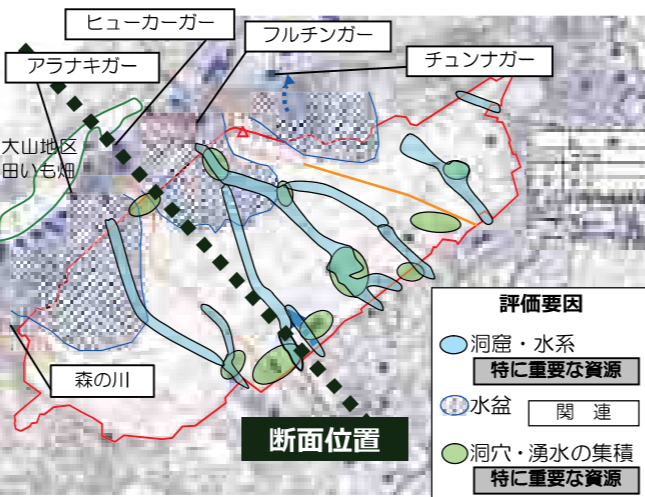 ヒューカーガー
フルチンガー
アラナキガー
チュンナガー
大山地区
田いも畑
森の川
断面位置
評価要因
洞窟・水系
特に重要な資源
水盆
関 連
洞穴・湧水の集積
特に重要な資源